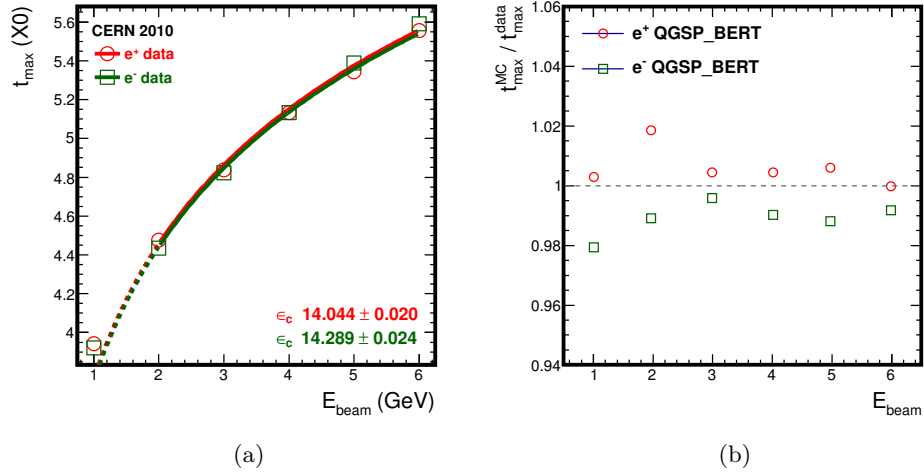 t_max (X0)
5.6
5.4
5.2
5
4.8
4.6
4.4
4.2
4
CERN 2010
e⁺ data
e⁻ data
ϵ_c 14.044 ± 0.020
ϵ_c 14.289 ± 0.024
1 2 3 4 5 6
E_beam (GeV)
(a)
t_max^MC / t_max^data
1.06
1.04
1.02
1
0.98
0.96
0.94
e⁺ QGSP_BERT
e⁻ QGSP_BERT
1 2 3 4 5 6
E_beam
(b)